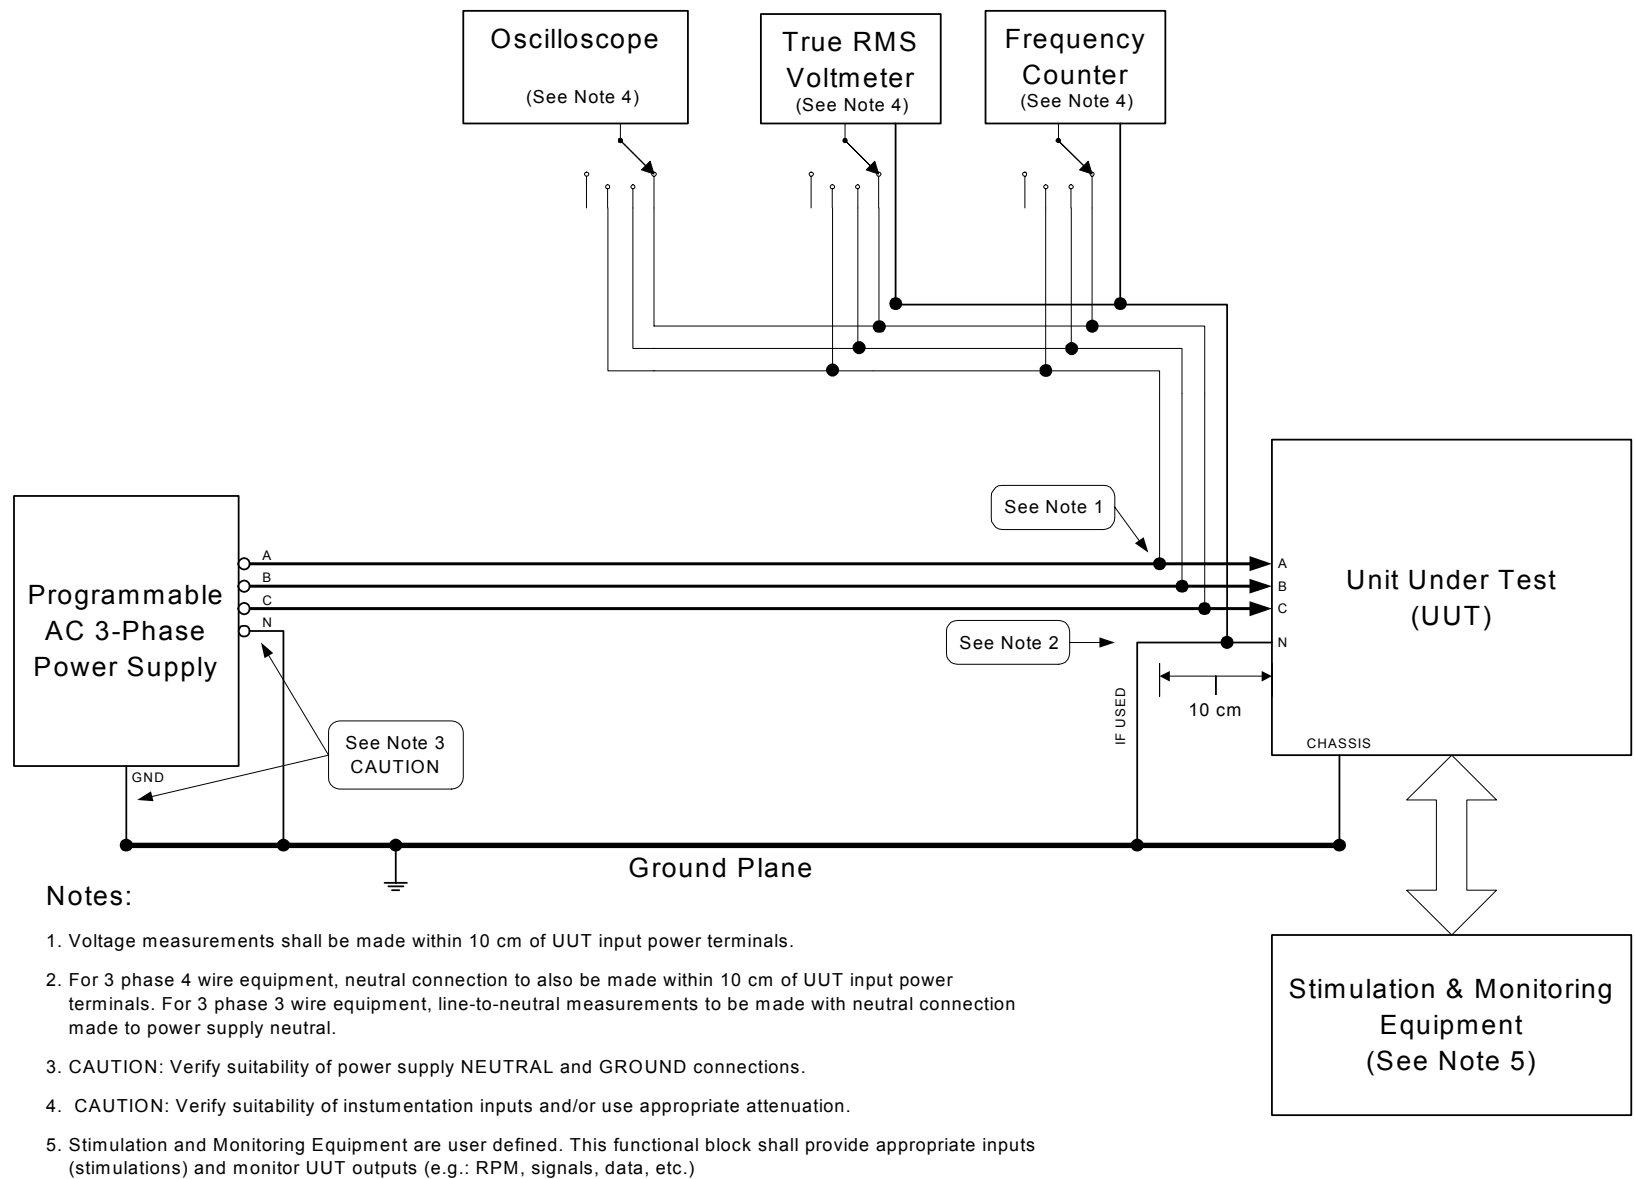 Oscilloscope
(See Note 4)
True RMS
Voltmeter
(See Note 4)
Frequency
Counter
(See Note 4)
See Note 1
Programmable
AC 3-Phase
Power Supply
A
B
C
N
GND
See Note 2
See Note 3
CAUTION
IF USED
10 cm
A
B
C
N
Unit Under Test
(UUT)
CHASSIS
Ground Plane
Stimulation & Monitoring
Equipment
(See Note 5)
Notes:
1. Voltage measurements shall be made within 10 cm of UUT input power terminals.
2. For 3 phase 4 wire equipment, neutral connection to also be made within 10 cm of UUT input power
terminals. For 3 phase 3 wire equipment, line-to-neutral measurements to be made with neutral connection
made to power supply neutral.
3. CAUTION: Verify suitability of power supply NEUTRAL and GROUND connections.
4. CAUTION: Verify suitability of instumentation inputs and/or use appropriate attenuation.
5. Stimulation and Monitoring Equipment are user defined. This functional block shall provide appropriate inputs
(stimulations) and monitor UUT outputs (e.g.: RPM, signals, data, etc.)